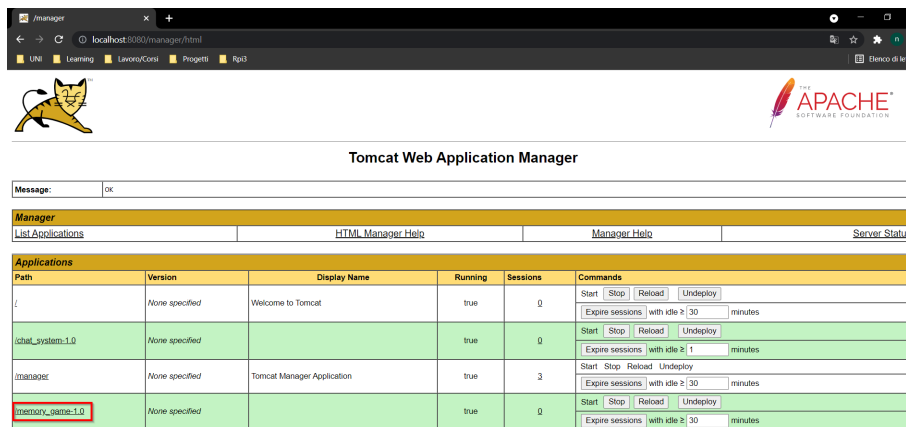 /manager
localhost:8080/manager/html
UNI Learning Lavoro/Corsi Progetti Rpi3 Elenco di le
TM
THE
APACHE®
SOFTWARE FOUNDATION
Tomcat Web Application Manager
Message: OK
Manager
List Applications HTML Manager Help Manager Help Server Statu
Applications
Path Version Display Name Running Sessions Commands
/ None specified Welcome to Tomcat true 0 Start Stop Reload Undeploy
Expire sessions with idle ≥ 30 minutes
/chat_system-1.0 None specified true 0 Start Stop Reload Undeploy
Expire sessions with idle ≥ 1 minutes
/manager None specified Tomcat Manager Application true 3 Start Stop Reload Undeploy
Expire sessions with idle ≥ 30 minutes
/memory_game-1.0 None specified true 0 Start Stop Reload Undeploy
Expire sessions with idle ≥ 30 minutes